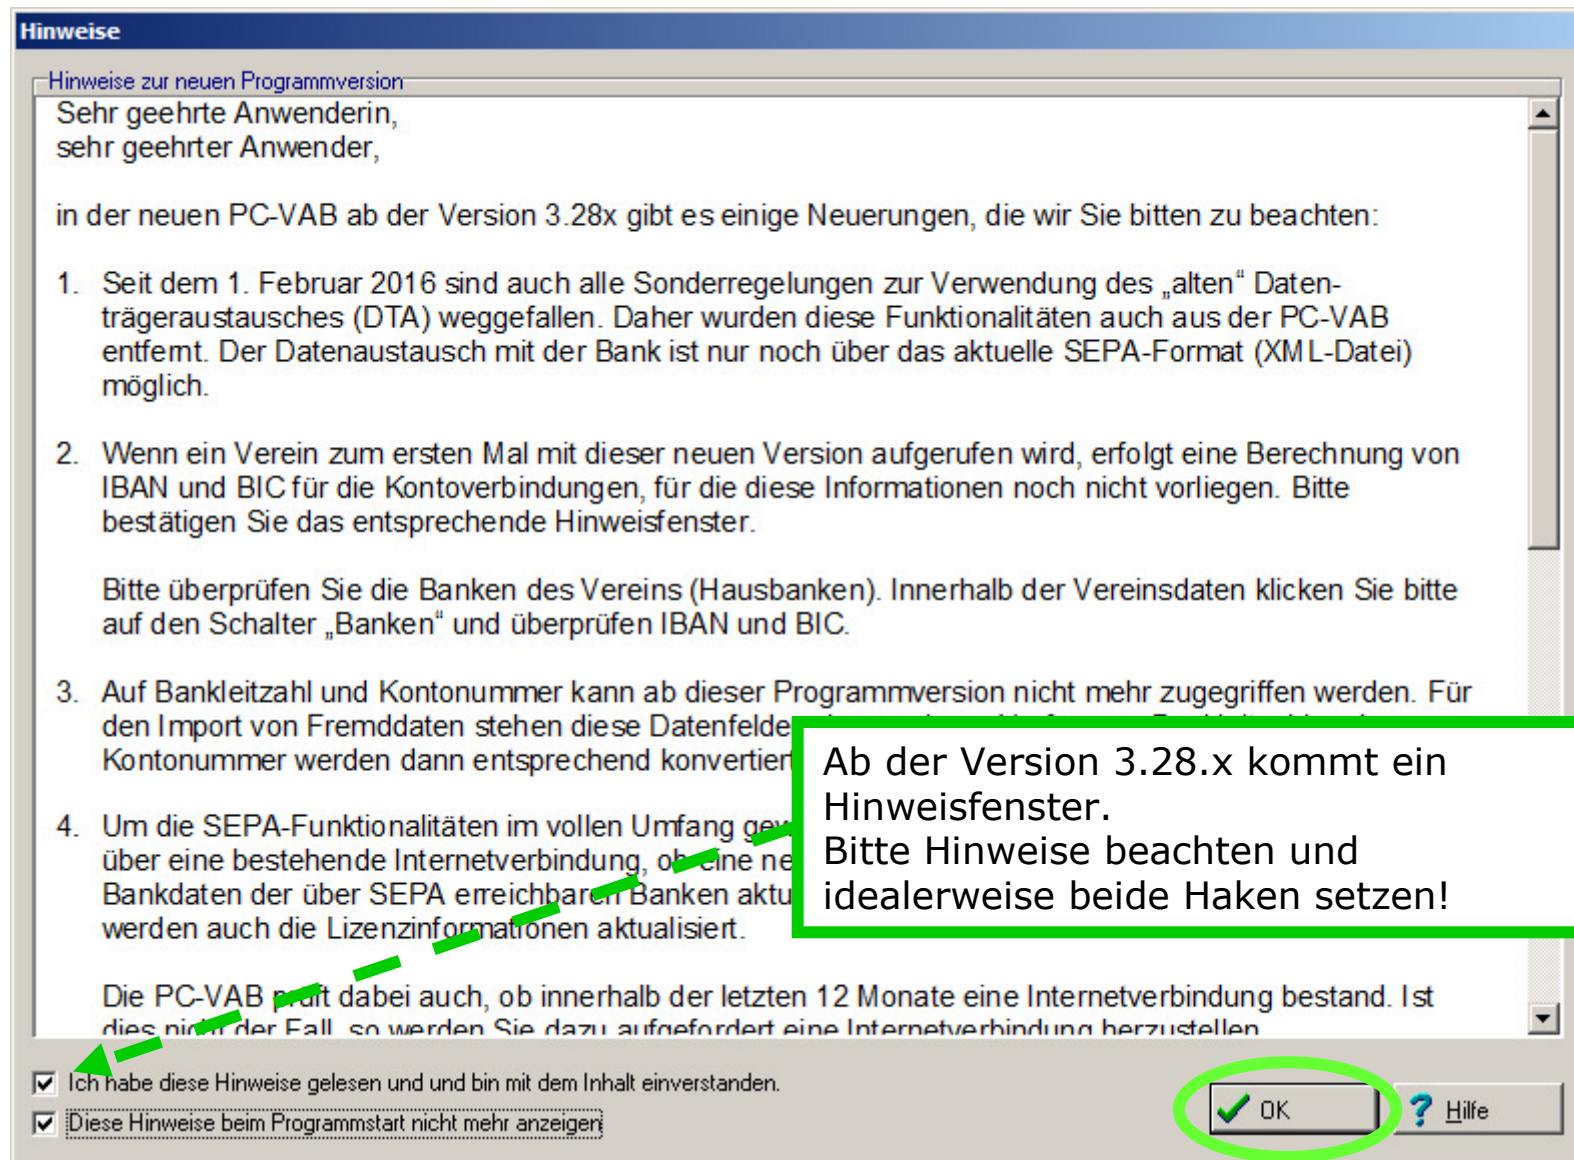 Hinweise
Hinweise zur neuen Programmversion
Sehr geehrte Anwenderin,
sehr geehrter Anwender,
in der neuen PC-VAB ab der Version 3.28x gibt es einige Neuerungen, die wir Sie bitten zu beachten:
1. Seit dem 1. Februar 2016 sind auch alle Sonderregelungen zur Verwendung des „alten“ Daten-
trägeraustausches (DTA) weggefallen. Daher wurden diese Funktionalitäten auch aus der PC-VAB
entfernt. Der Datenaustausch mit der Bank ist nur noch über das aktuelle SEPA-Format (XML-Datei)
möglich.
2. Wenn ein Verein zum ersten Mal mit dieser neuen Version aufgerufen wird, erfolgt eine Berechnung von
IBAN und BIC für die Kontoverbindungen, für die diese Informationen noch nicht vorliegen. Bitte
bestätigen Sie das entsprechende Hinweisfenster.
Bitte überprüfen Sie die Banken des Vereins (Hausbanken). Innerhalb der Vereinsdaten klicken Sie bitte
auf den Schalter „Banken“ und überprüfen IBAN und BIC.
3. Auf Bankleitzahl und Kontonummer kann ab dieser Programmversion nicht mehr zugegriffen werden. Für
den Import von Fremddaten stehen diese Datenfelde
Kontonummer werden dann entsprechend konvertiert
4. Um die SEPA-Funktionalitäten im vollen Umfang
über eine bestehende Internetverbindung, ob eine ne
Bankdaten der über SEPA erreichbaren Banken aktu
werden auch die Lizenzinformationen aktualisiert.
Die PC-VAB prüft dabei auch, ob innerhalb der letzten 12 Monate eine Internetverbindung bestand. Ist
dies nicht der Fall, so werden Sie dazu aufgefordert eine Internetverbindung herzustellen
Ab der Version 3.28.x kommt ein
Hinweisfenster.
Bitte Hinweise beachten und
idealerweise beide Haken setzen!
Ich habe diese Hinweise gelesen und und bin mit dem Inhalt einverstanden.
Diese Hinweise beim Programmstart nicht mehr anzeigen
OK
? Hilfe